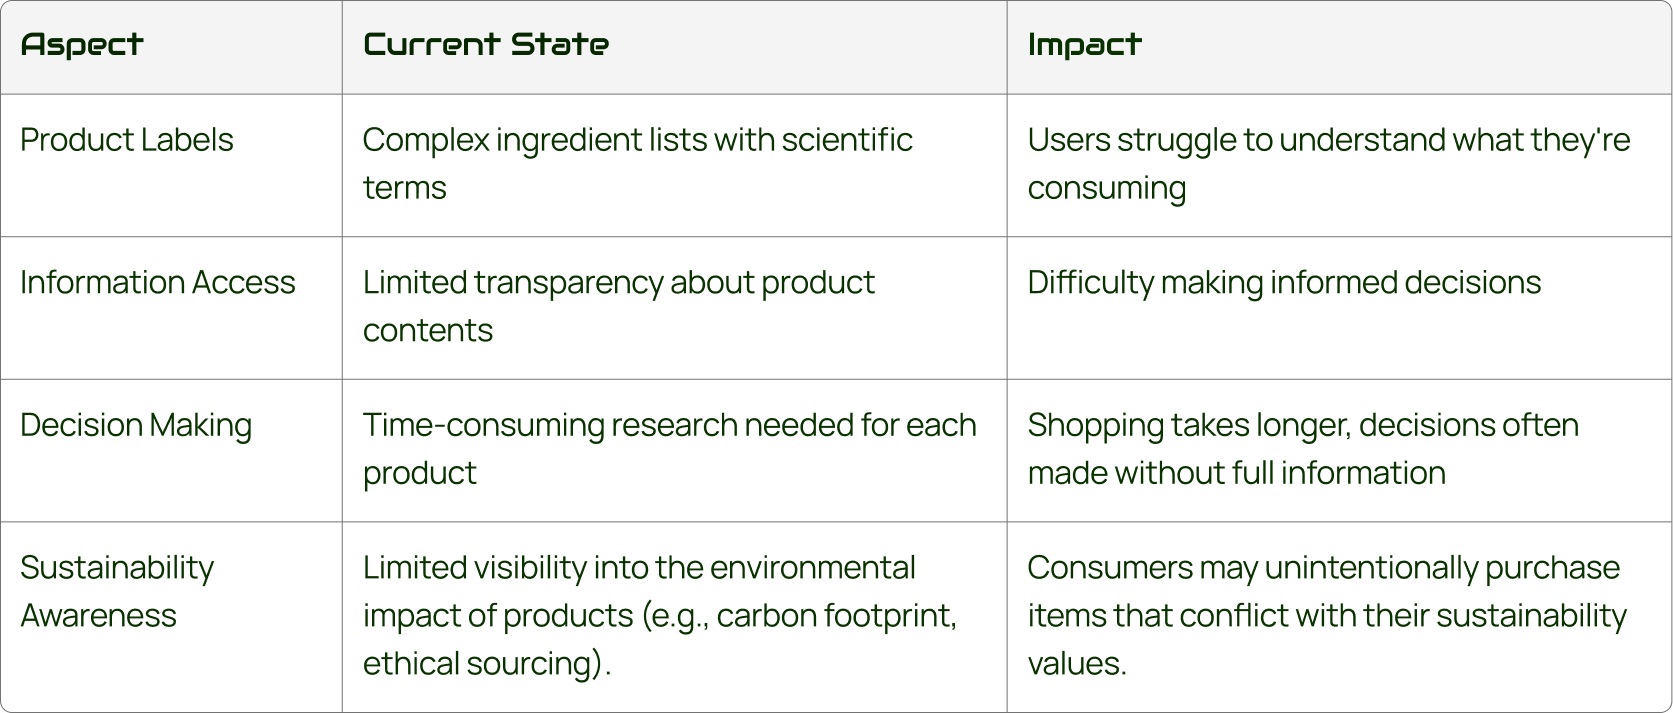 Aspect
Current State
Impact
Product Labels
Complex ingredient lists with scientific
terms
Users struggle to understand what they're
consuming
Information Access
Limited transparency about product
contents
Difficulty making informed decisions
Decision Making
Time-consuming research needed for each
product
Shopping takes longer, decisions often
made without full information
Sustainability
Awareness
Limited visibility into the environmental
impact of products (e.g., carbon footprint,
ethical sourcing).
Consumers may unintentionally purchase
items that conflict with their sustainability
values.